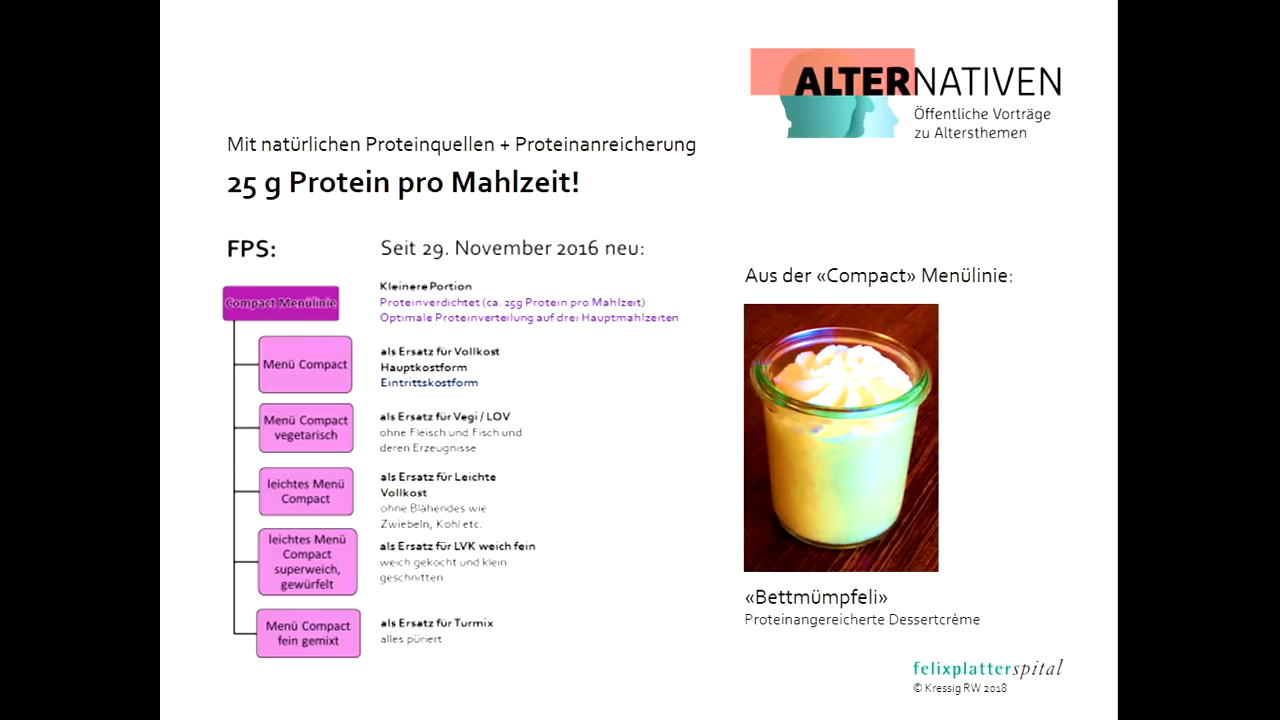 ALTERNATIVEN
Öffentliche Vorträge
zu Altersthemen
Mit natürlichen Proteinquellen + Proteinanreicherung
25 g Protein pro Mahlzeit!
FPS:
Seit 29. November 2016 neu:
Compact Menülinie
Kleinere Portion
Proteinverdichtet (ca. 25g Protein pro Mahlzeit)
Optimale Proteinverteilung auf drei Hauptmahlzeiten
Menü Compact
als Ersatz für Vollkost
Hauptkostform
Eintrittskostform
Menü Compact
vegetarisch
als Ersatz für Vegi / LOV
ohne Fleisch und Fisch und
deren Erzeugnisse
leichtes Menü
Compact
als Ersatz für Leichte
Vollkost
ohne Blähendes wie
Zwiebeln, Kohl etc.
leichtes Menü
Compact
superweich,
gewürfelt
als Ersatz für LVK weich fein
weich gekocht und klein
geschnitten
Menü Compact
fein gemixt
als Ersatz für Turmix
alles püriert
Aus der «Compact» Menülinie:
«Bettmümpfeli»
Proteinangereicherte Dessertcrème
felixplatterspital
© Kressig RW 2018